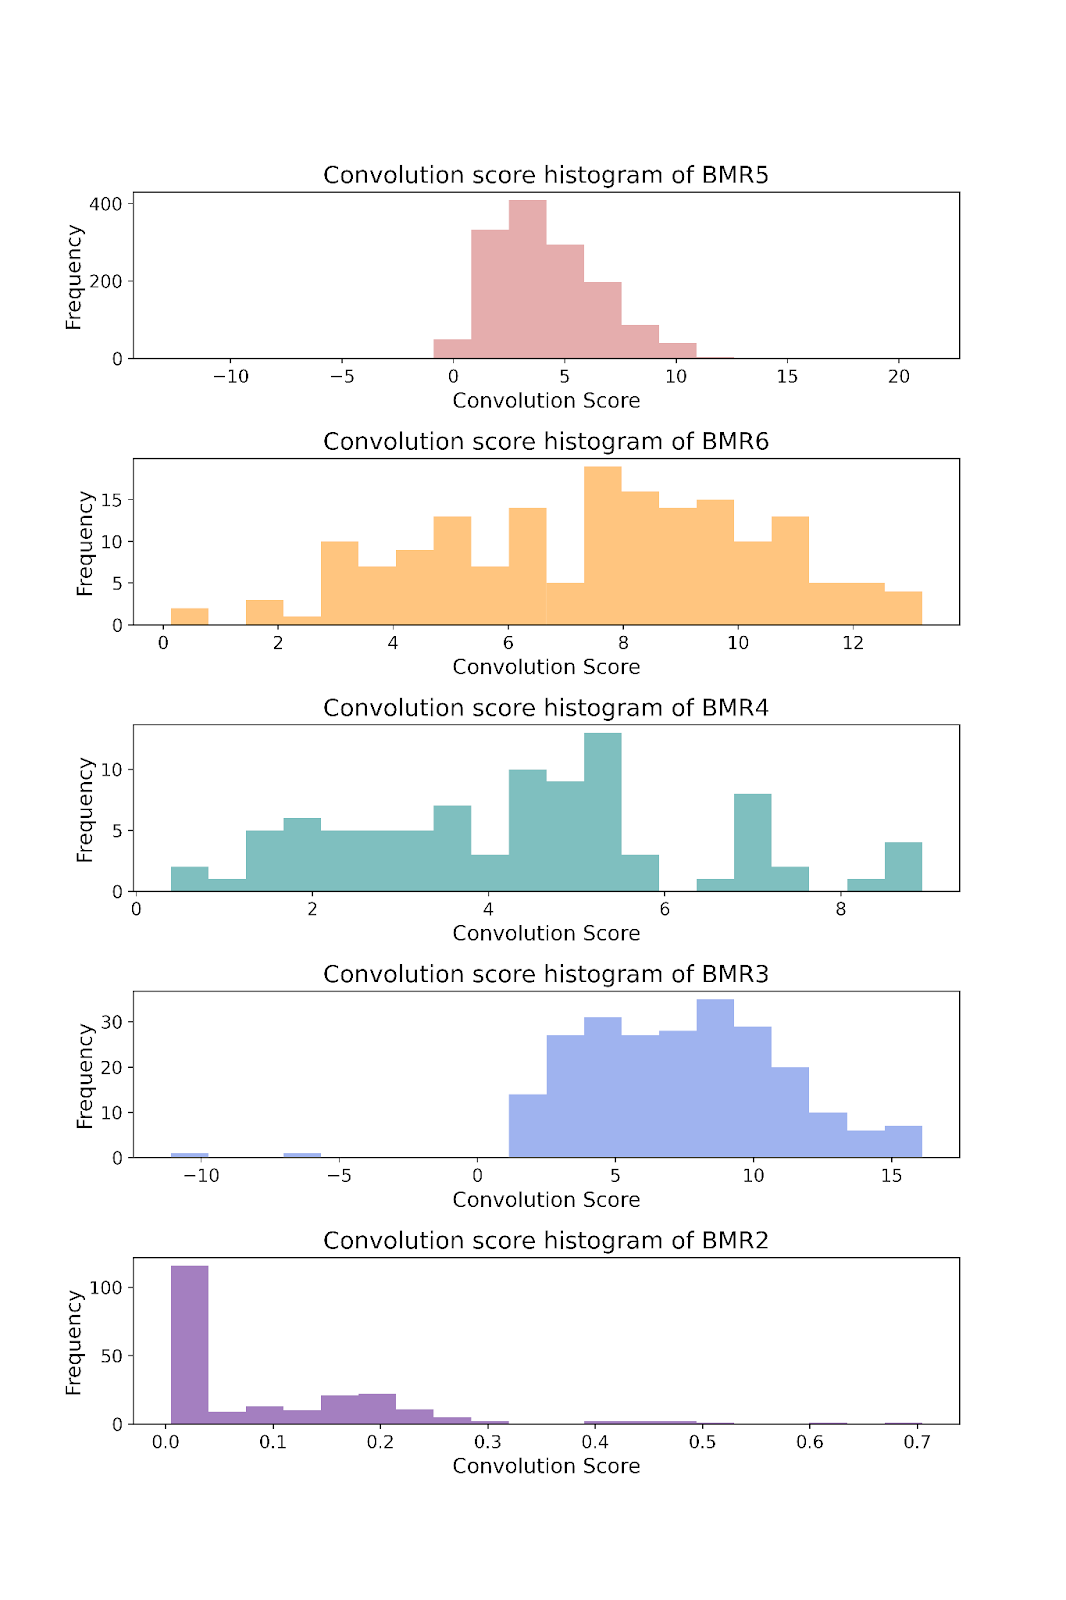 Convolution score histogram of BMR5
Frequency
400
200
0
−10 −5 0 5 10 15 20
Convolution Score
Convolution score histogram of BMR6
Frequency
15
10
5
0
0 2 4 6 8 10 12
Convolution Score
Convolution score histogram of BMR4
Frequency
10
5
0
0 2 4 6 8
Convolution Score
Convolution score histogram of BMR3
Frequency
30
20
10
0
−10 −5 0 5 10 15
Convolution Score
Convolution score histogram of BMR2
Frequency
100
50
0
0.0 0.1 0.2 0.3 0.4 0.5 0.6 0.7
Convolution Score